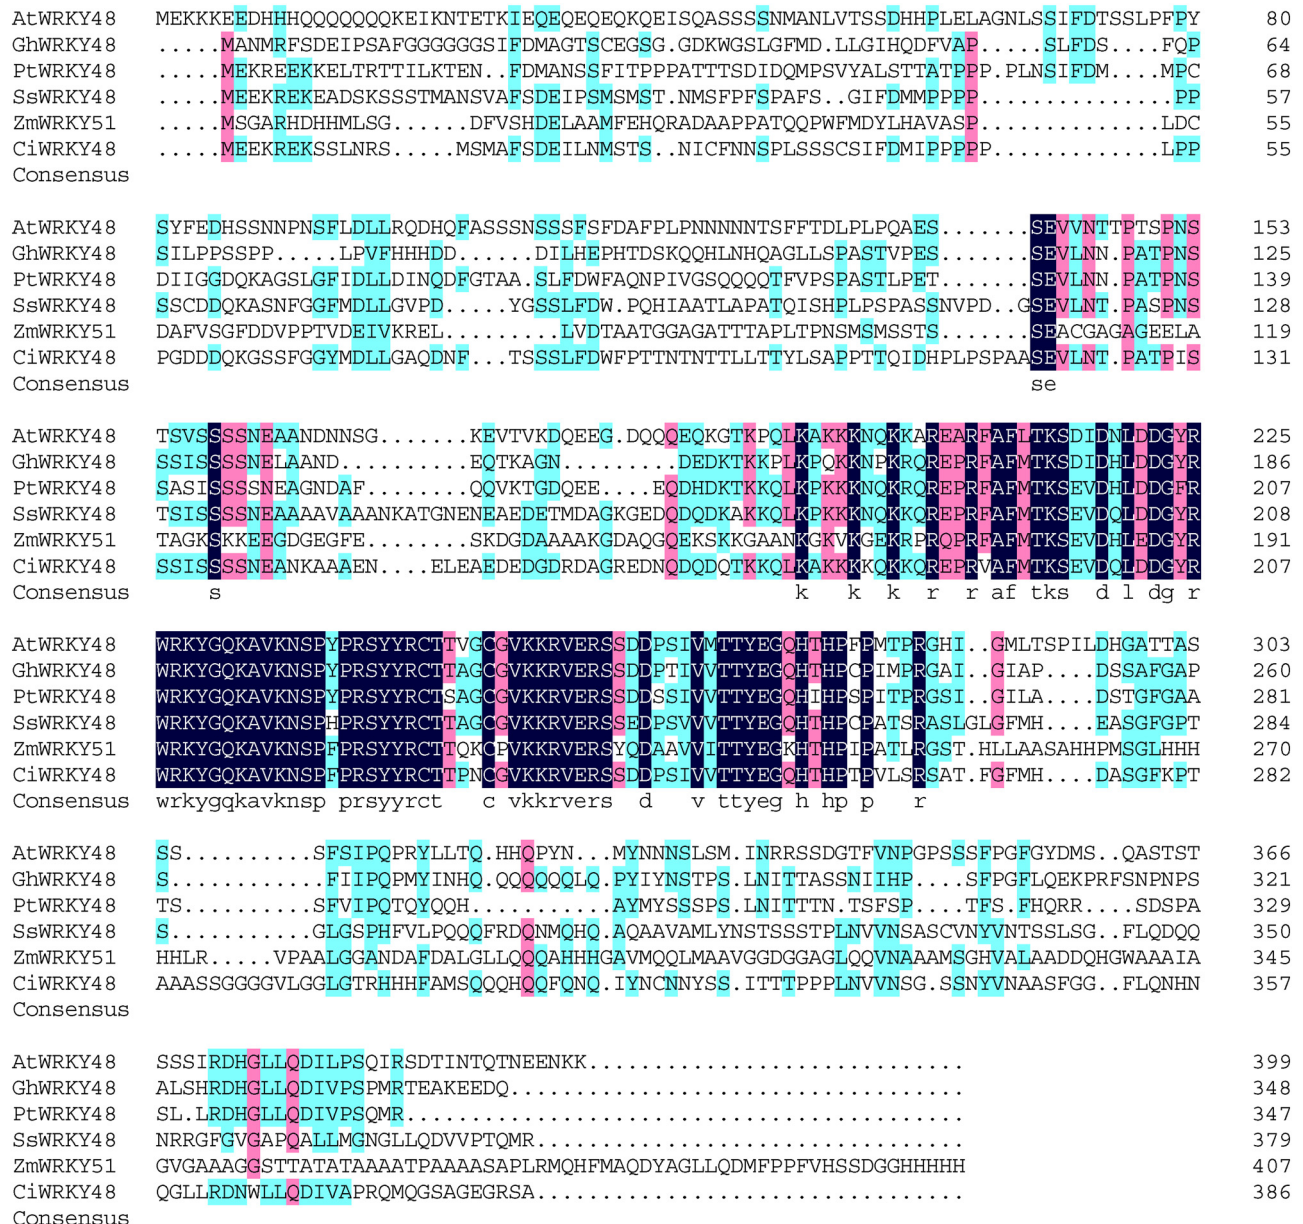 AtWRKY48 MEKKKEEDHHHQQQQQQKEIKNTETKIEQEQEQEQKQEISQASSSSNMANLVTSSDHHPLELAGNLSSIFDTSSLPFPY 80
GhWRKY48 .....MANMRFSDEIPSAFGGGGGGSIFDMAGTSCEGSG.GDKWGSLGFMD.LLGIHQDFVAP.....SLFDS....FQP 64
PtWRKY48 .....MEKREEKKELTRTTILKTEN..FDMANSSFITPPPATTTSDIDQMPSVYALSTTATPPP.PLNSIFDM...MPC 68
SsWRKY48 .....MEEKREKEADSKSSSTMANSVAFSDEIPSMSMST.NMSFPFSPAFS..GIFDMMPPPP...............PP 57
ZmWRKY51 .....MSGARHDHHMLSG......DFVSHDELAAMFEHQRADAAPPATQQPWFMDYLHAVASP..............LDC 55
CiWRKY48 .....MEEKREKSSLNRS.....MSMAFSDEILNMSTS..NICFNNSPLSSSCSIFDMIPPPPP.............LPP 55
Consensus
AtWRKY48 SYFEDHSSNNPNSFLDLLRQDHQFASSSNSSSFSFDAFPLPNNNNNTSFFTDLPLPQAES.......SEVVNTTPTSPNS 153
GhWRKY48 SILPPSSPP....LPVFHHHDD......DILHEPHTDSKQQHLNHQAGLLSPASTVPES.......SEVLNN.PATPNS 125
PtWRKY48 DIIGGDQKAGSLGFIDLLDINQDFGTAA.SLFDWFAQNPIVGSQQQQTFVPSPASTLPET.......SEVLNN.PATPNS 139
SsWRKY48 SSCDDQKASNFGGFMDLLGVPD....YGSSLFDW.PQHIAATLAPATQISHPLPSPASSNVPD..GSEVLNT.PASPNS 128
ZmWRKY51 DAFVSGFDDVPPTVDEIVKREL.........LVDTAATGGAGATTTAPLTPNSMSMSSTS.......SEACGAGAGEELA 119
CiWRKY48 PGDDDQKGSSFGGYMDLLGAQDNF...TSSSLFDWFPTTNTNTTLLTTYLSAPPTTQIDHPLPSPAASEVLNT.PATPIS 131
Consensus se
AtWRKY48 TSVSSSSNEAANDNNSG.......KEVTVKDQEEG.DQQQEQKGTKPQLKAKKKNQKKAREARFAFLTKSDIDNLDDGYR 225
GhWRKY48 SSISSSSNELAAND..........EQTKAGN.........DEDKTKKPLKPQKKNPKRQREPRFAFMTKSDIDHLDDGYR 186
PtWRKY48 SASISSSSNEAGNDAF........QQVKTGDQEE....EQDHDKTKKQLKPKKKNQKKQREPRFAFMTKSEVDHLDDGFR 207
SsWRKY48 TSISSSSNEAAAAVAAANKATGNENEAEDETMDAGKGEDQDQDKAKKQLKPKKKNQKKQREPRFAFMTKSEVDQLDDGYR 208
ZmWRKY51 TAGKSKKEEGDGEGFE........SKDGDAAAAKGDAQGQEKSKKGAANKGKVKGEKRPRQPRFAFMTKSEVDHLEDGYR 191
CiWRKY48 SSISSSSNEANKAAAEN....ELEAEDEDGDRDAGREDNQDQDQTKKQLKAKKKKQKKQREPRVAFMTKSEVDQLDDGYR 207
Consensus s k k k r r af tks d l dg r
AtWRKY48 WRKYGQKAVKNSPYPRSYYRCTTVGCGVKKRVERSSDDPSIVMTTYEGQHTHPFPMTPRGHI..GMLTSPILDHGATTAS 303
GhWRKY48 WRKYGQKAVKNSPYPRSYYRCTTAGCGVKKRVERSSDDPTIVVTTYEGQHTHPCPIMPRGAI..GIAP....DSSAFGAP 260
PtWRKY48 WRKYGQKAVKNSPYPRSYYRCTSAGCGVKKRVERSSDDSSIVVTTYEGQHIHPSPITPRGSI..GILA....DSTGFGAA 281
SsWRKY48 WRKYGQKAVKNSPHPRSYYRCTTAGCGVKKRVERSSEDPSVVVTTYEGQHTHPCPATSRASLGLGFMH....EASGFGPT 284
ZmWRKY51 WRKYGQKAVKNSPFPRSYYRCTTQKCPVKKRVERSYQDAAVVITTYEGKHTHPIPATLRGST.HLLAASAHHPMSGLHHH 270
CiWRKY48 WRKYGQKAVKNSPFPRSYYRCTTPNCGVKKRVERSSDDPSIVVTTYEGQHTHPTPVLSRSAT.FGFMH....DASGFKPT 282
Consensus wrkygqkavknsp prsyyrct c vkkrvers d v ttyeg h hp p r
AtWRKY48 SS...........SFSIPQPRYLLTQ.HHQPYN...MYNNNSLSM.INRRSSDGTFVNPGPSSSFPGFGYDMS..QASTST 366
GhWRKY48 S............FIIPQPMYINHQ.QQQQQQLQ.PYIYNSTPS.LNITTASSNIIHP....SFPGFLQEKPRFSNPNPS 321
PtWRKY48 TS...........SFVIPQTQYQQH...........AYMYSSSPS.LNITTTN.TSFSP....TFS.FHQRR....SDSPA 329
SsWRKY48 S...........GLGSPHFVLPQQQFRDQNMQHQ.AQAAVAMLYNSTSSSTPLNVVNSASCVNYVNTSSLSG..FLQDQQ 350
ZmWRKY51 HHLR.....VPAALGGANDAFDALGLLQQQAHHHGAVMQQLMAAVGGDGGAGLQQVNAAAMSGHVALAADDQHGWAAAIA 345
CiWRKY48 AAASSGGGGVLGGLGTRHHHFAMSQQQHQQFQNQ.IYNCNNYSS.ITTTPPPLNVVNSG.SSNYVNAASFGG..FLQNHN 357
Consensus
AtWRKY48 SSSIRDHGLLQDILPSQIRSDTINTQTNEENKK............................. 399
GhWRKY48 ALSHRDHGLLQDIVPSPMRTEAKEEDQ................................... 348
PtWRKY48 SL.LRDHGLLQDIVPSQMR........................................... 347
SsWRKY48 NRRGFGVGAPQALLMGNGLLQDVVPTQMR................................. 379
ZmWRKY51 GVGAAAGGSTTATATAAAATPAAAASAPLRMQHFMAQDYAGLLQDMFPPFVHSSDGGHHHHH 407
CiWRKY48 QGLLRDNWLLQDIVAPRQMQGSAGEGRSA................................. 386
Consensus